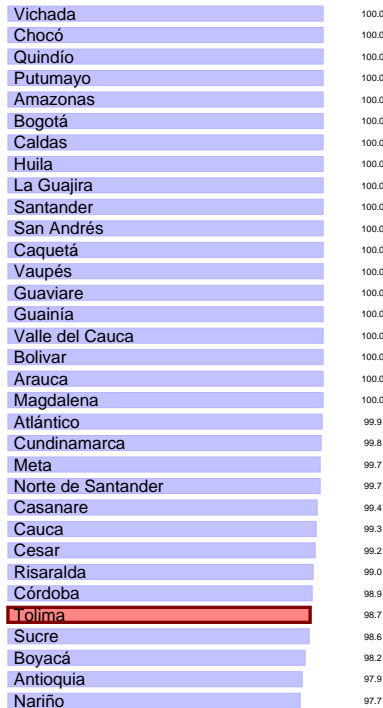 Vichada 100.0
Chocó 100.0
Quindío 100.0
Putumayo 100.0
Amazonas 100.0
Bogotá 100.0
Caldas 100.0
Huila 100.0
La Guajira 100.0
Santander 100.0
San Andrés 100.0
Caquetá 100.0
Vaupés 100.0
Guaviare 100.0
Guainía 100.0
Valle del Cauca 100.0
Bolivar 100.0
Arauca 100.0
Magdalena 100.0
Atlántico 99.9
Cundinamarca 99.8
Meta 99.7
Norte de Santander 99.7
Casanare 99.4
Cauca 99.3
Cesar 99.2
Risaralda 99.0
Córdoba 98.9
Tolima 98.7
Sucre 98.6
Boyacá 98.2
Antioquia 97.9
Nariño 97.7